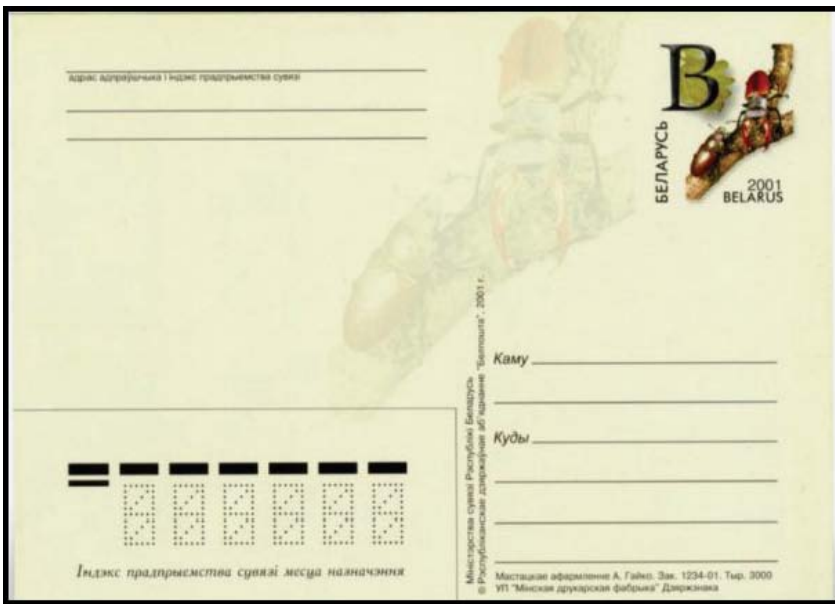 адрас адпраўшчыка і індэкс прадпрыемства сувязі
B
БЕЛАРУСЬ
2001
BELARUS
Каму
Куды
Міністэрства сувязі Рэспублікі Беларусь
© Рэспубліканскае дзяржаўнае аб'яднанне "Белпошта", 2001 г.
Індэкс прадпрыемства сувязі месца назначэння
Мастацкае афармленне А. Гайко. Зак. 1234-01. Тыр. 3000
УП "Мінская друкарская фабрыка" Дзяржзнака